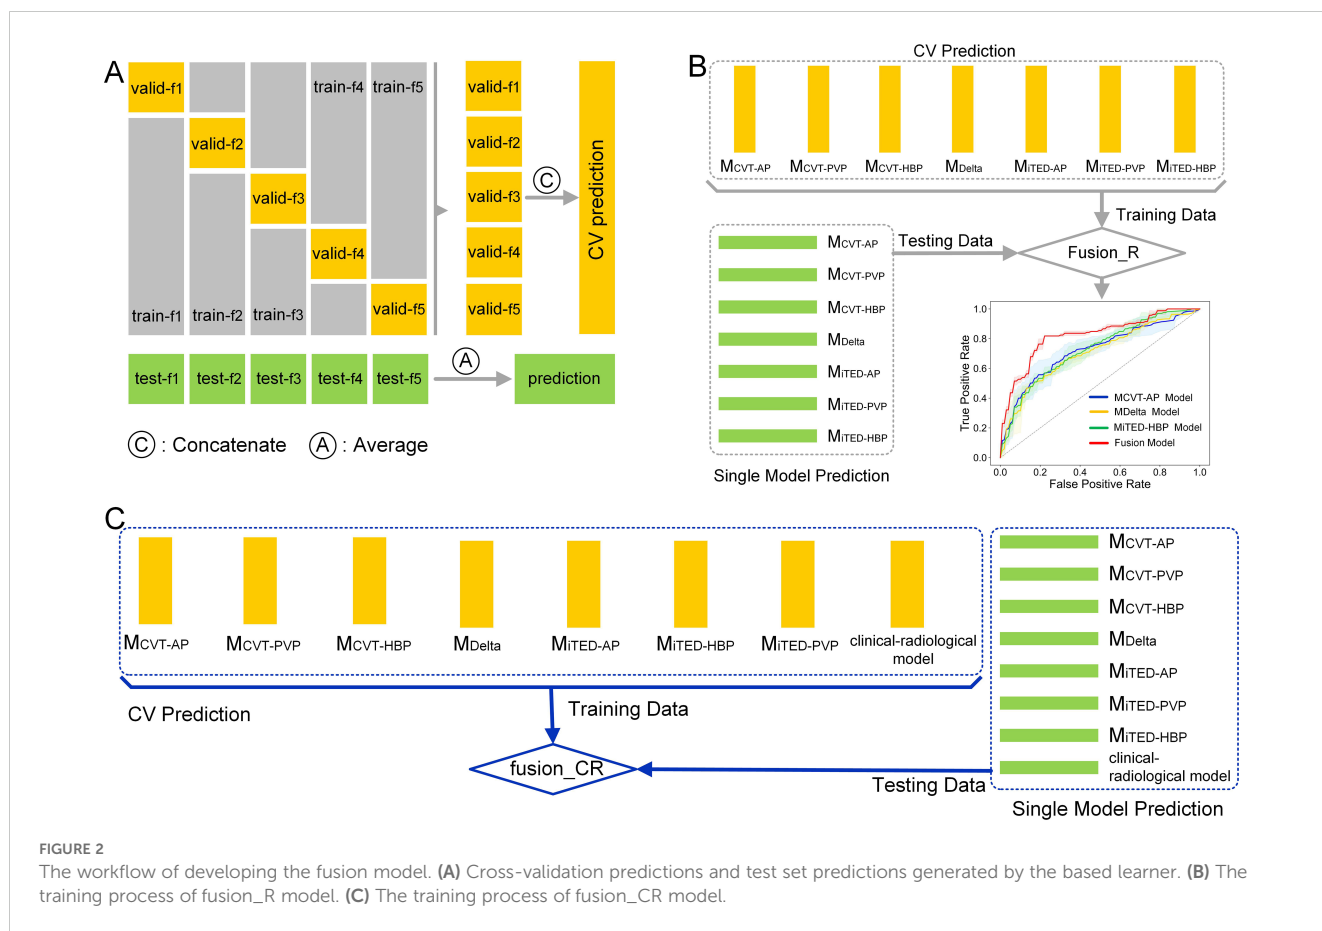 A
valid-f1
train-f4
train-f5
valid-f2
valid-f3
valid-f4
valid-f5
train-f1
train-f2
train-f3
valid-f1
valid-f2
valid-f3
valid-f4
valid-f5
C
CV prediction
test-f1
test-f2
test-f3
test-f4
test-f5
A
prediction
C : Concatenate
A : Average
B
CV Prediction
MCVT-AP
MCVT-PVP
MCVT-HBP
MDelta
MiTED-AP
MiTED-PVP
MiTED-HBP
Training Data
Testing Data
Fusion_R
MCVT-AP
MCVT-PVP
MCVT-HBP
MDelta
MiTED-AP
MiTED-PVP
MiTED-HBP
Single Model Prediction
True Positive Rate
1.0
0.8
0.6
0.4
0.2
0.0
MCVT-AP Model
MDelta Model
MiTED-HBP Model
Fusion Model
0.0 0.2 0.4 0.6 0.8 1.0
False Positive Rate
C
MCVT-AP
MCVT-PVP
MCVT-HBP
MDelta
MiTED-AP
MiTED-HBP
MiTED-PVP
clinical-radiological
model
CV Prediction
Training Data
fusion_CR
Testing Data
MCVT-AP
MCVT-PVP
MCVT-HBP
MDelta
MiTED-AP
MiTED-PVP
MiTED-HBP
clinical-
radiological model
Single Model Prediction
FIGURE 2
The workflow of developing the fusion model. (A) Cross-validation predictions and test set predictions generated by the based learner. (B) The
training process of fusion_R model. (C) The training process of fusion_CR model.